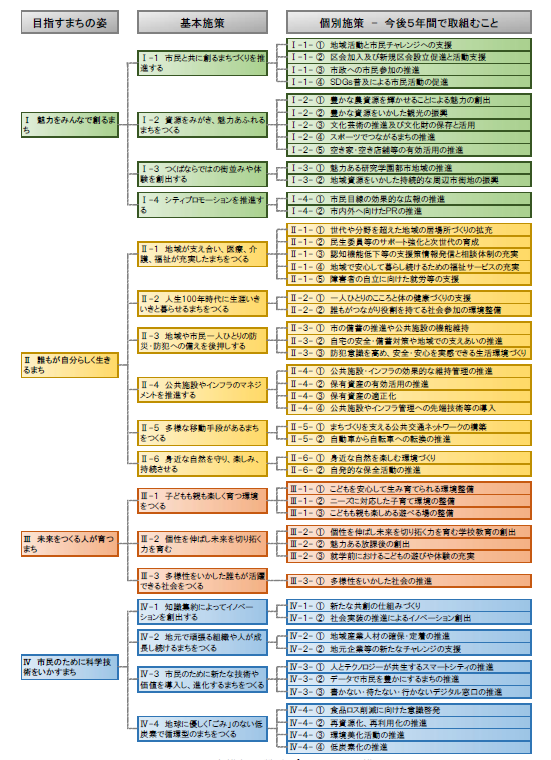 目指すまちの姿
基本施策
個別施策 － 今後５年間で取組むこと
Ⅰ 魅力をみんなで創るま
ち
Ⅰ-1 市民と共に創るまちづくりを推
進する
Ⅰ-1-① 地域活動と市民チャレンジへの支援
Ⅰ-1-② 区会加入及び新規区会設立促進と活動支援
Ⅰ-1-③ 市政への市民参加の推進
Ⅰ-1-④ SDGs普及による市民活動の促進
Ⅰ-2 資源をみがき、魅力あふれる
まちをつくる
Ⅰ-2-① 豊かな農資源を輝かせることによる魅力の創出
Ⅰ-2-② 豊かな資源をいかした観光の振興
Ⅰ-2-③ 文化芸術の推進及び文化財の保存と活用
Ⅰ-2-④ スポーツでつながるまちの推進
Ⅰ-2-⑤ 空き家・空き店舗等の有効活用の推進
Ⅰ-3 つくばならではの街並みや体
験を創出する
Ⅰ-3-① 魅力ある研究学園都市地域の推進
Ⅰ-3-② 地域資源をいかした持続的な周辺市街地の振興
Ⅰ-4 シティプロモーションを推進す
る
Ⅰ-4-① 市民目線の効果的な広報の推進
Ⅰ-4-② 市内外へ向けたPRの推進
Ⅱ 誰もが自分らしく生き
るまち
Ⅱ-1 地域が支え合い、医療、介
護、福祉が充実したまちをつくる
Ⅱ-1-① 世代や分野を超えた地域の居場所づくりの拡充
Ⅱ-1-② 民生委員等のサポート強化と次世代の育成
Ⅱ-1-③ 認知機能低下等の支援策情報発信と相談体制の充実
Ⅱ-1-④ 地域で安心して暮らし続けるための福祉サービスの充実
Ⅱ-1-⑤ 障害者の自立に向けた就労等の支援
Ⅱ-2 人生100年時代に生涯いき
いきと暮らせるまちをつくる
Ⅱ-2-① 一人ひとりのこころと体の健康づくりの支援
Ⅱ-2-② 誰もがつながり役割を持てる社会参加の環境整備
Ⅱ-3 地域や市民一人ひとりの防
災・防犯への備えを後押しする
Ⅱ-3-① 市の備蓄の推進や公共施設の機能維持
Ⅱ-3-② 自宅の安全・備蓄対策や地域での支えあいの推進
Ⅱ-3-③ 防犯意識を高め、安全・安心を実感できる生活環境づくり
Ⅱ-4 公共施設やインフラのマネジ
メントを推進する
Ⅱ-4-① 公共施設・インフラの効果的な維持管理の推進
Ⅱ-4-② 保有資産の有効活用の推進
Ⅱ-4-③ 保有資産の適正化
Ⅱ-4-④ 公共施設やインフラ管理への先端技術等の導入
Ⅱ-5 多様な移動手段があるまち
をつくる
Ⅱ-5-① まちづくりを支える公共交通ネットワークの構築
Ⅱ-5-② 自動車から自転車への転換の推進
Ⅱ-6 身近な自然を守り、楽しみ、
持続させる
Ⅱ-6-① 身近な自然を楽しむ環境づくり
Ⅱ-6-② 自発的な保全活動の推進
Ⅲ 未来をつくる人が育つ
まち
Ⅲ-1 子どもも親も楽しく育つ環境
をつくる
Ⅲ-1-① こどもを安心して生み育てられる環境整備
Ⅲ-1-② ニーズに対応した子育て環境の整備
Ⅲ-1-③ こどもも親も楽しめる遊べる場の整備
Ⅲ-2 個性を伸ばし未来を切り拓く
力を育む
Ⅲ-2-① 個性を伸ばし未来を切り拓く力を育む学校教育の創出
Ⅲ-2-② 魅力ある放課後の創出
Ⅲ-2-③ 就学前におけるこどもの遊びや体験の充実
Ⅲ-3 多様性をいかした誰もが活躍
できる社会をつくる
Ⅲ-3-① 多様性をいかした社会の推進
Ⅳ 市民のために科学技
術をいかすまち
Ⅳ-1 知識集約によってイノベー
ションを創出する
Ⅳ-1-① 新たな共創の仕組みづくり
Ⅳ-1-② 社会実装の推進によるイノベーション創出
Ⅳ-2 地元で頑張る組織や人が成
長し続けるまちをつくる
Ⅳ-2-① 地域産業人材の確保・定着の推進
Ⅳ-2-② 地元企業等の新たなチャレンジの支援
Ⅳ-3 市民のために新たな技術や
価値を導入し、進化するまちをつくる
Ⅳ-3-① 人とテクノロジーが共生するスマートシティの推進
Ⅳ-3-② データで市民を豊かにするまちの推進
Ⅳ-3-③ 書かない・待たない・行かないデジタル窓口の推進
Ⅳ-4 地球に優しく「ごみ」のない低
炭素で循環型のまちをつくる
Ⅳ-4-① 食品ロス削減に向けた意識啓発
Ⅳ-4-② 再資源化、再利用化の推進
Ⅳ-4-③ 環境美化活動の推進
Ⅳ-4-④ 低炭素化の推進